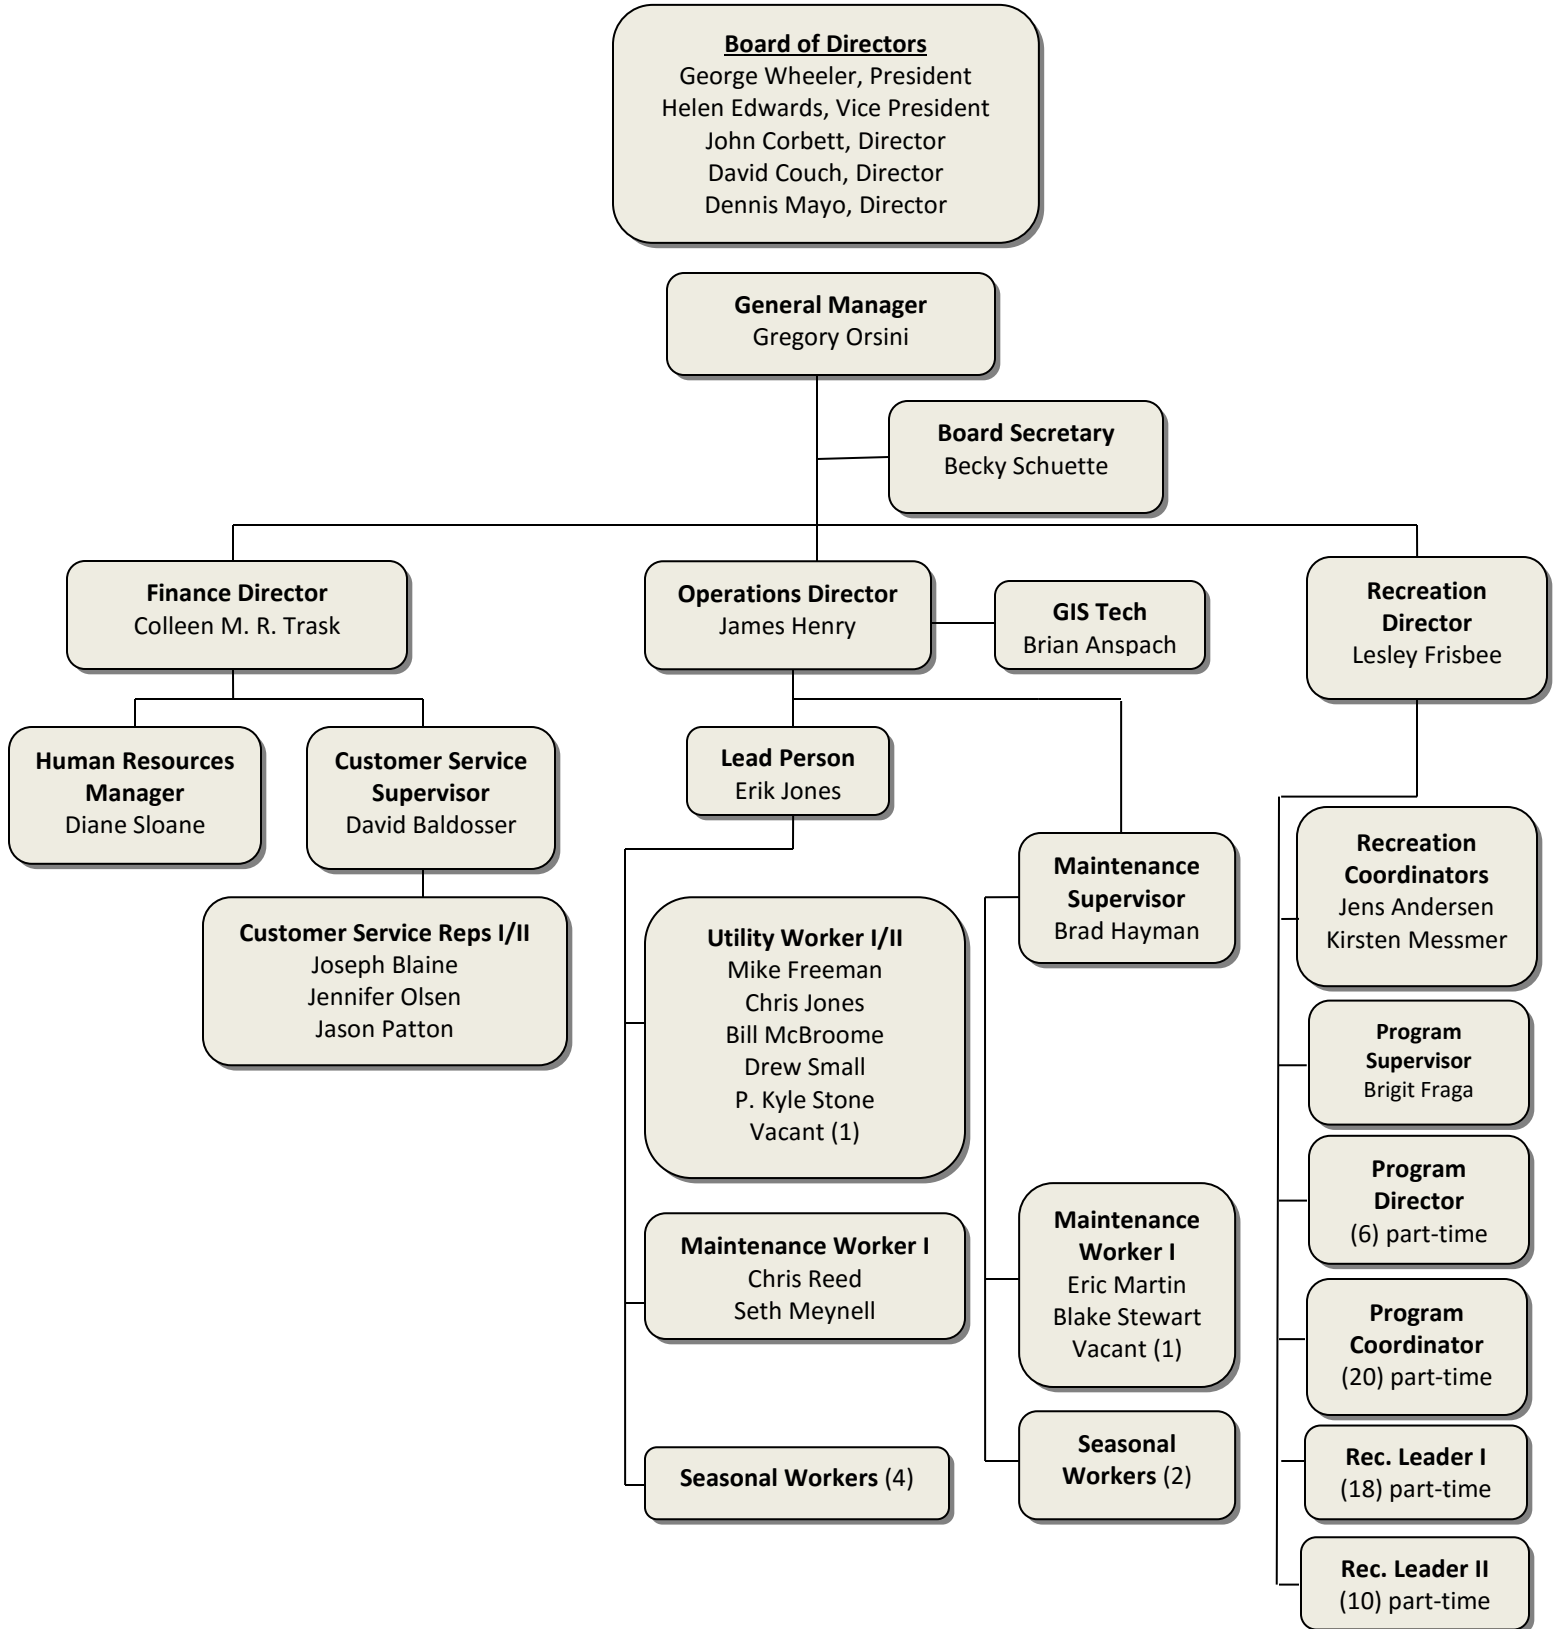 Board of Directors
George Wheeler, President
Helen Edwards, Vice President
John Corbett, Director
David Couch, Director
Dennis Mayo, Director
General Manager
Gregory Orsini
Board Secretary
Becky Schuette
Finance Director
Colleen M. R. Trask
Operations Director
James Henry
GIS Tech
Brian Anspach
Recreation
Director
Lesley Frisbee
Human Resources
Manager
Diane Sloane
Customer Service
Supervisor
David Baldosser
Customer Service Reps I/II
Joseph Blaine
Jennifer Olsen
Jason Patton
Lead Person
Erik Jones
Utility Worker I/II
Mike Freeman
Chris Jones
Bill McBroome
Drew Small
P. Kyle Stone
Vacant (1)
Maintenance Worker I
Chris Reed
Seth Meynell
Seasonal Workers (4)
Maintenance
Supervisor
Brad Hayman
Maintenance
Worker I
Eric Martin
Blake Stewart
Vacant (1)
Seasonal
Workers (2)
Recreation
Coordinators
Jens Andersen
Kirsten Messmer
Program
Supervisor
Brigit Fraga
Program
Director
(6) part-time
Program
Coordinator
(20) part-time
Rec. Leader I
(18) part-time
Rec. Leader II
(10) part-time